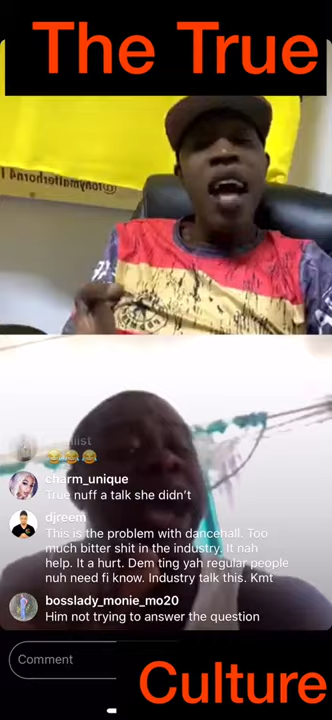 The True
@tonymatterhorn4
list
😂😂😂
charm_unique
True nuff a talk she didn't
djreem
This is the problem with dancehall. Too
much bitter shit in the industry. It nah
help. It a hurt. Dem ting yah regular people
nuh need fi know. Industry talk this. Kmt
bosslady_monie_mo20
Him not trying to answer the question
Comment
Culture